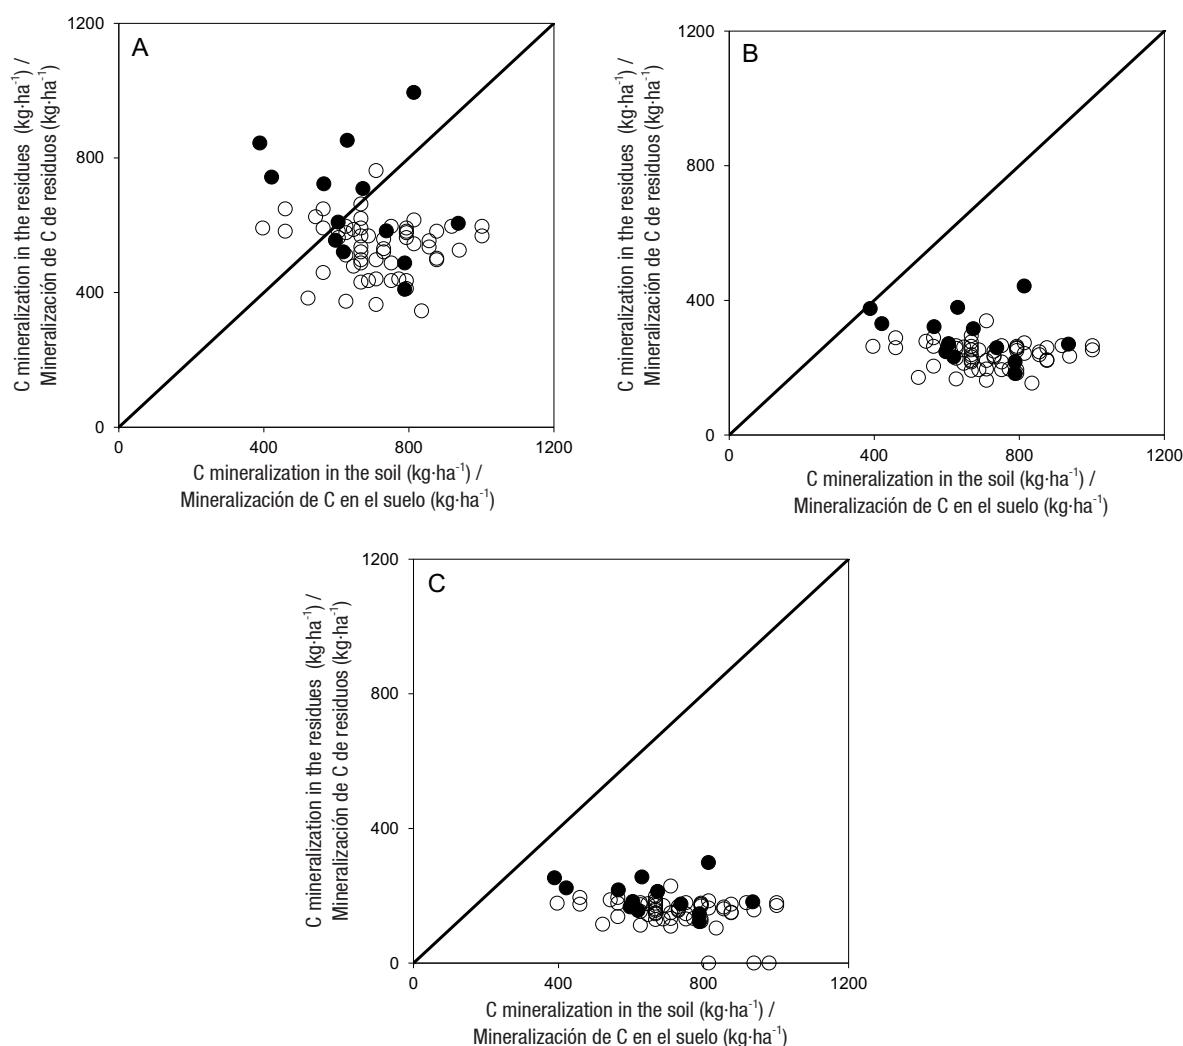 A
1200
800
400
0
0
400
800
1200
C mineralization in the residues (kg·ha-1) /
Mineralización de C de residuos (kg·ha-1)
C mineralization in the soil (kg·ha-1) /
Mineralización de C en el suelo (kg·ha-1)
B
1200
800
400
0
0
400
800
1200
C mineralization in the residues (kg·ha-1) /
Mineralización de C de residuos (kg·ha-1)
C mineralization in the soil (kg·ha-1) /
Mineralización de C en el suelo (kg·ha-1)
C
1200
800
400
0
0
400
800
1200
C mineralization in the residues (kg·ha-1) /
Mineralización de C de residuos (kg·ha-1)
C mineralization in the soil (kg·ha-1) /
Mineralización de C en el suelo (kg·ha-1)